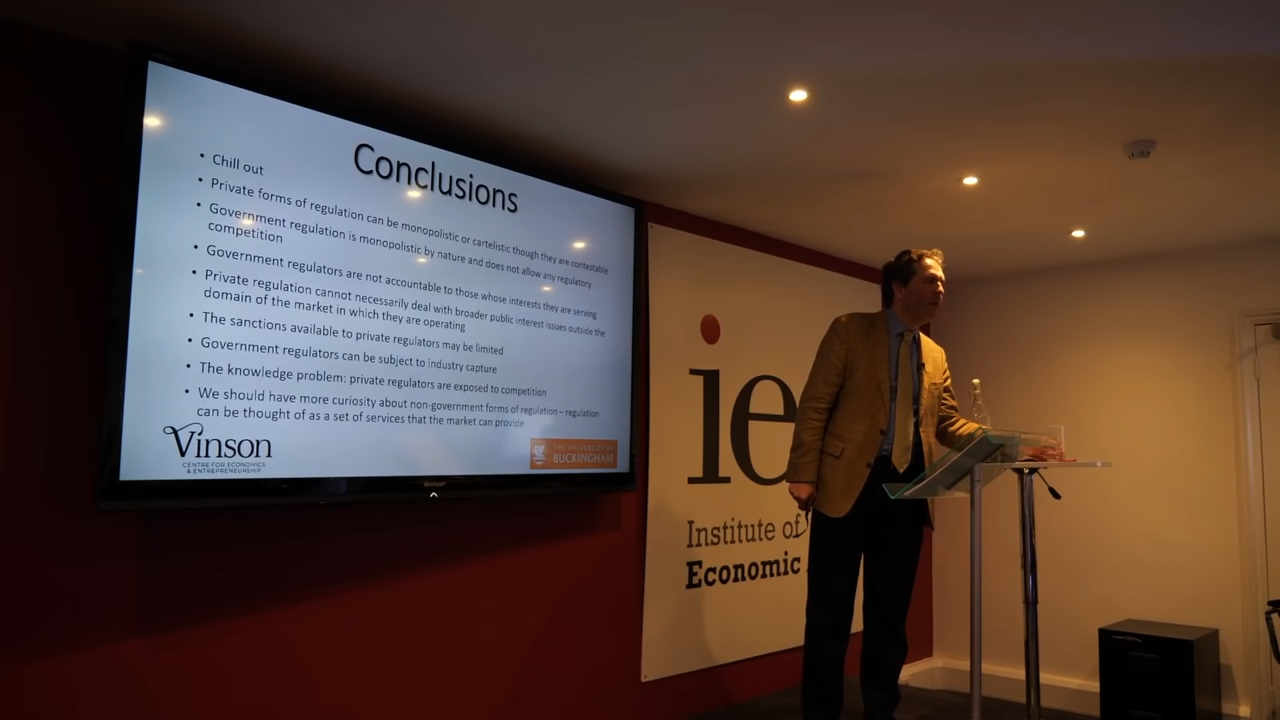 Conclusions
• Chill out
• Private forms of regulation can be monopolistic or cartelistic though they are contestable
• Government regulation is monopolistic by nature and does not allow any regulatory
competition
• Government regulators are not accountable to those whose interests they are serving
• Private regulation cannot necessarily deal with broader public interest issues outside the
domain of the market in which they are operating
• The sanctions available to private regulators may be limited
• Government regulators can be subject to industry capture
• The knowledge problem: private regulators are exposed to competition
• We should have more curiosity about non-government forms of regulation – regulation
can be thought of as a set of services that the market can provide
Vinson
CENTRE FOR ECONOMICS
& ENTREPRENEURSHIP
THE UNIVERSITY OF
BUCKINGHAM
SHARP
ie
Institute of
Economic